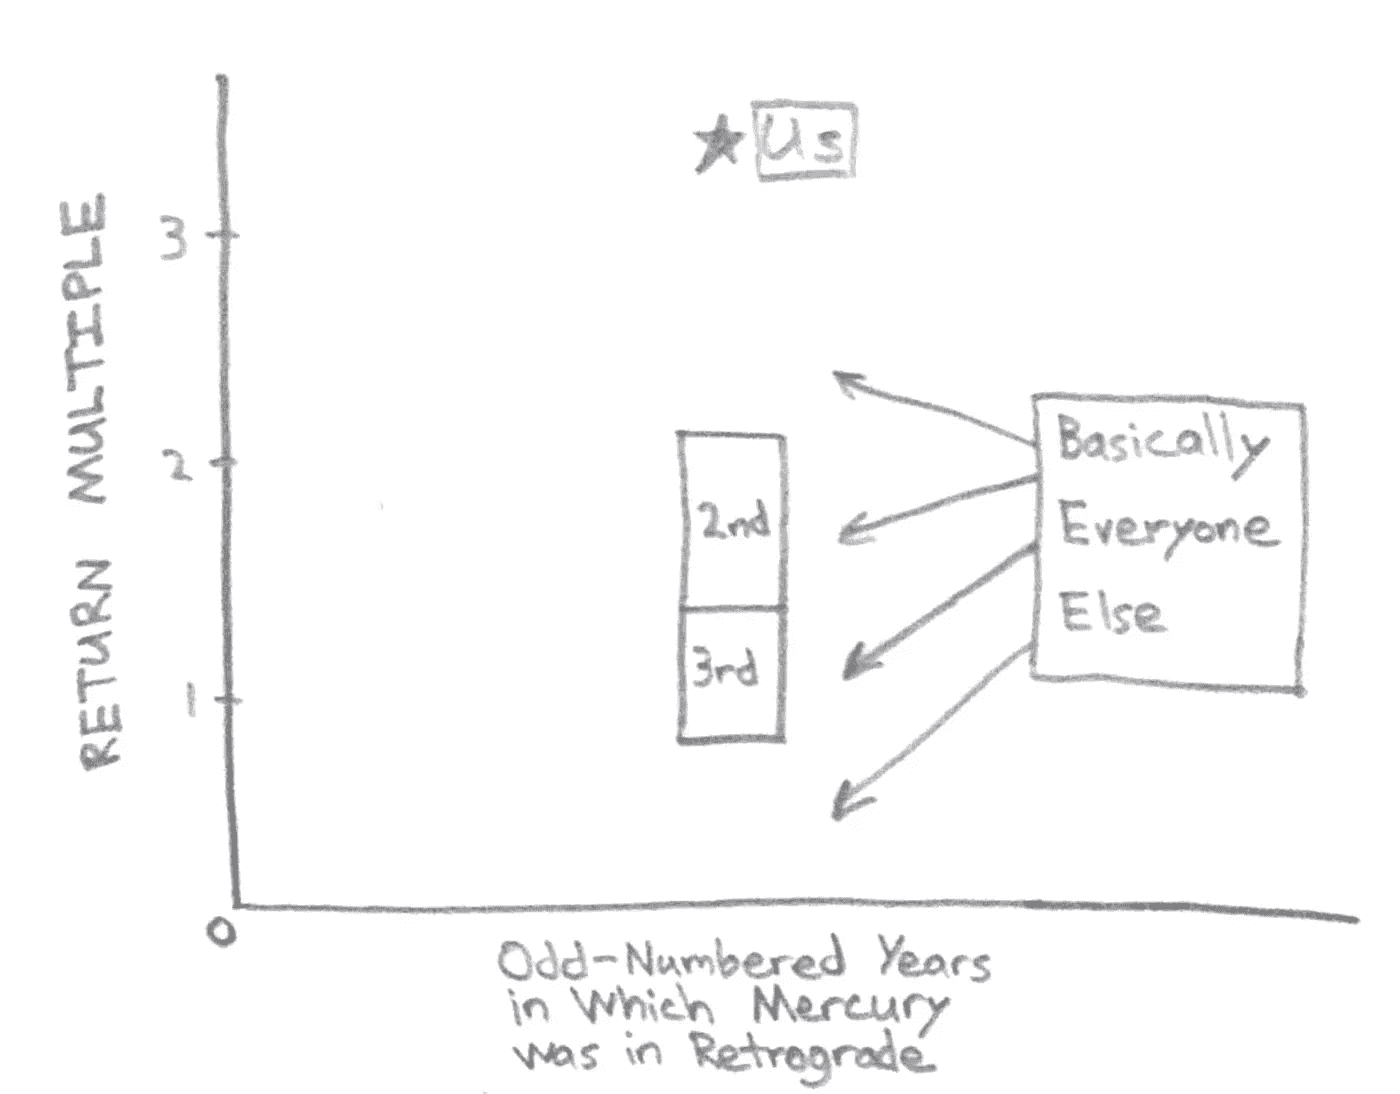 Us
RETURN MULTIPLE
3
2
1
0
2nd
3rd
Basically
Everyone
Else
Odd-Numbered Years
in Which Mercury
was in Retrograde